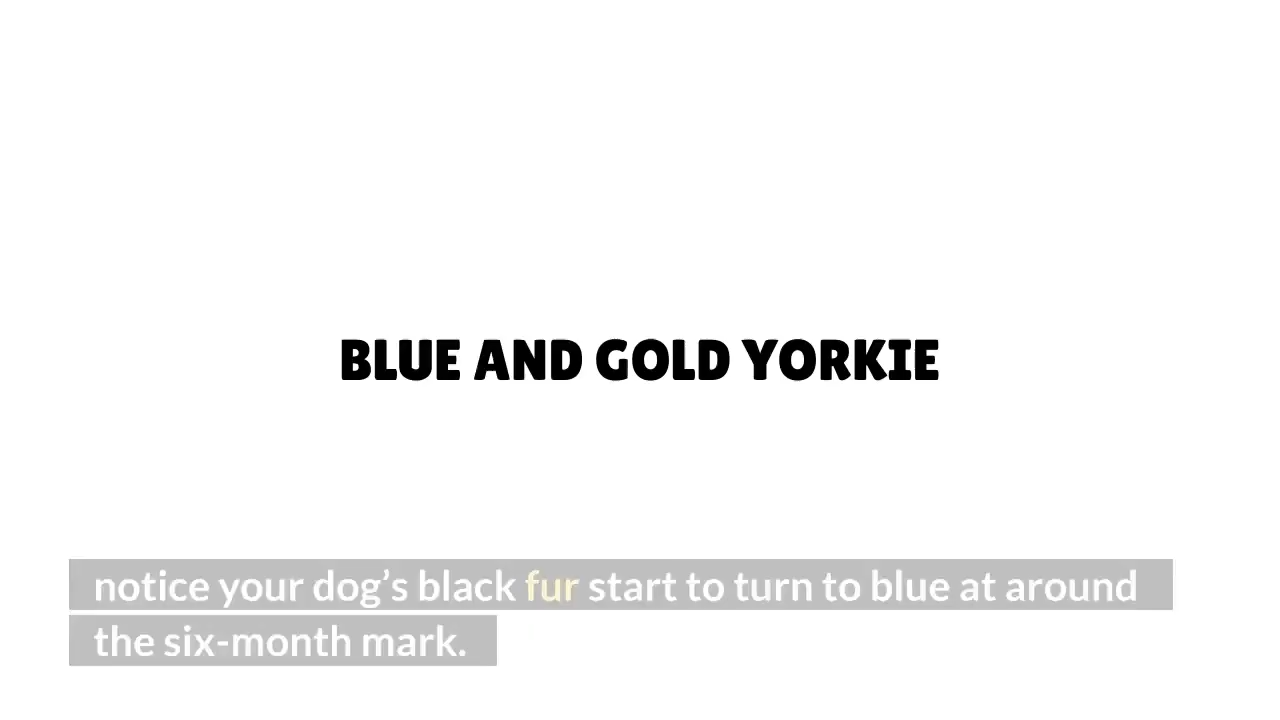 BLUE AND GOLD YORKIE
notice your dog’s black fur start to turn to blue at around
the six-month mark.